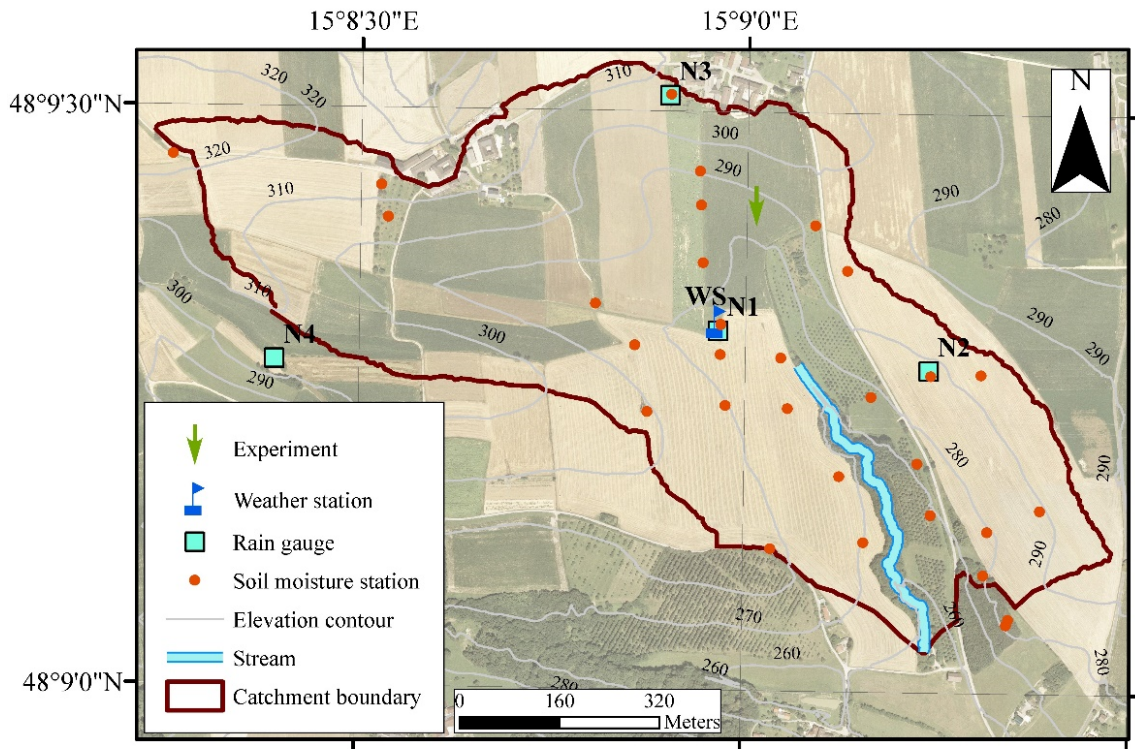 15°8'30"E
15°9'0"E
48°9'30"N
48°9'0"N
N
320
320
310
N3
300
320
290
310
290
280
310
300
WS
N1
300
290
N4
290
N2
290
280
290
290
270
260
260
260
280
280
Experiment
Weather station
Rain gauge
Soil moisture station
Elevation contour
Stream
Catchment boundary
0 160 320
Meters